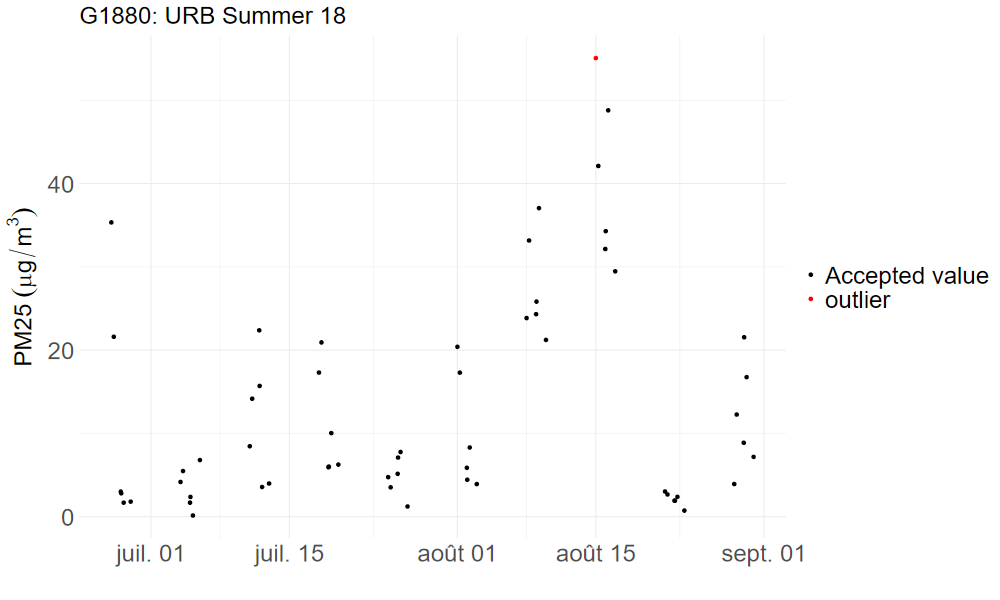 G1880: URB Summer 18
PM25 (μg/m³)
40
20
0
juil. 01
juil. 15
août 01
août 15
sept. 01
Accepted value
outlier